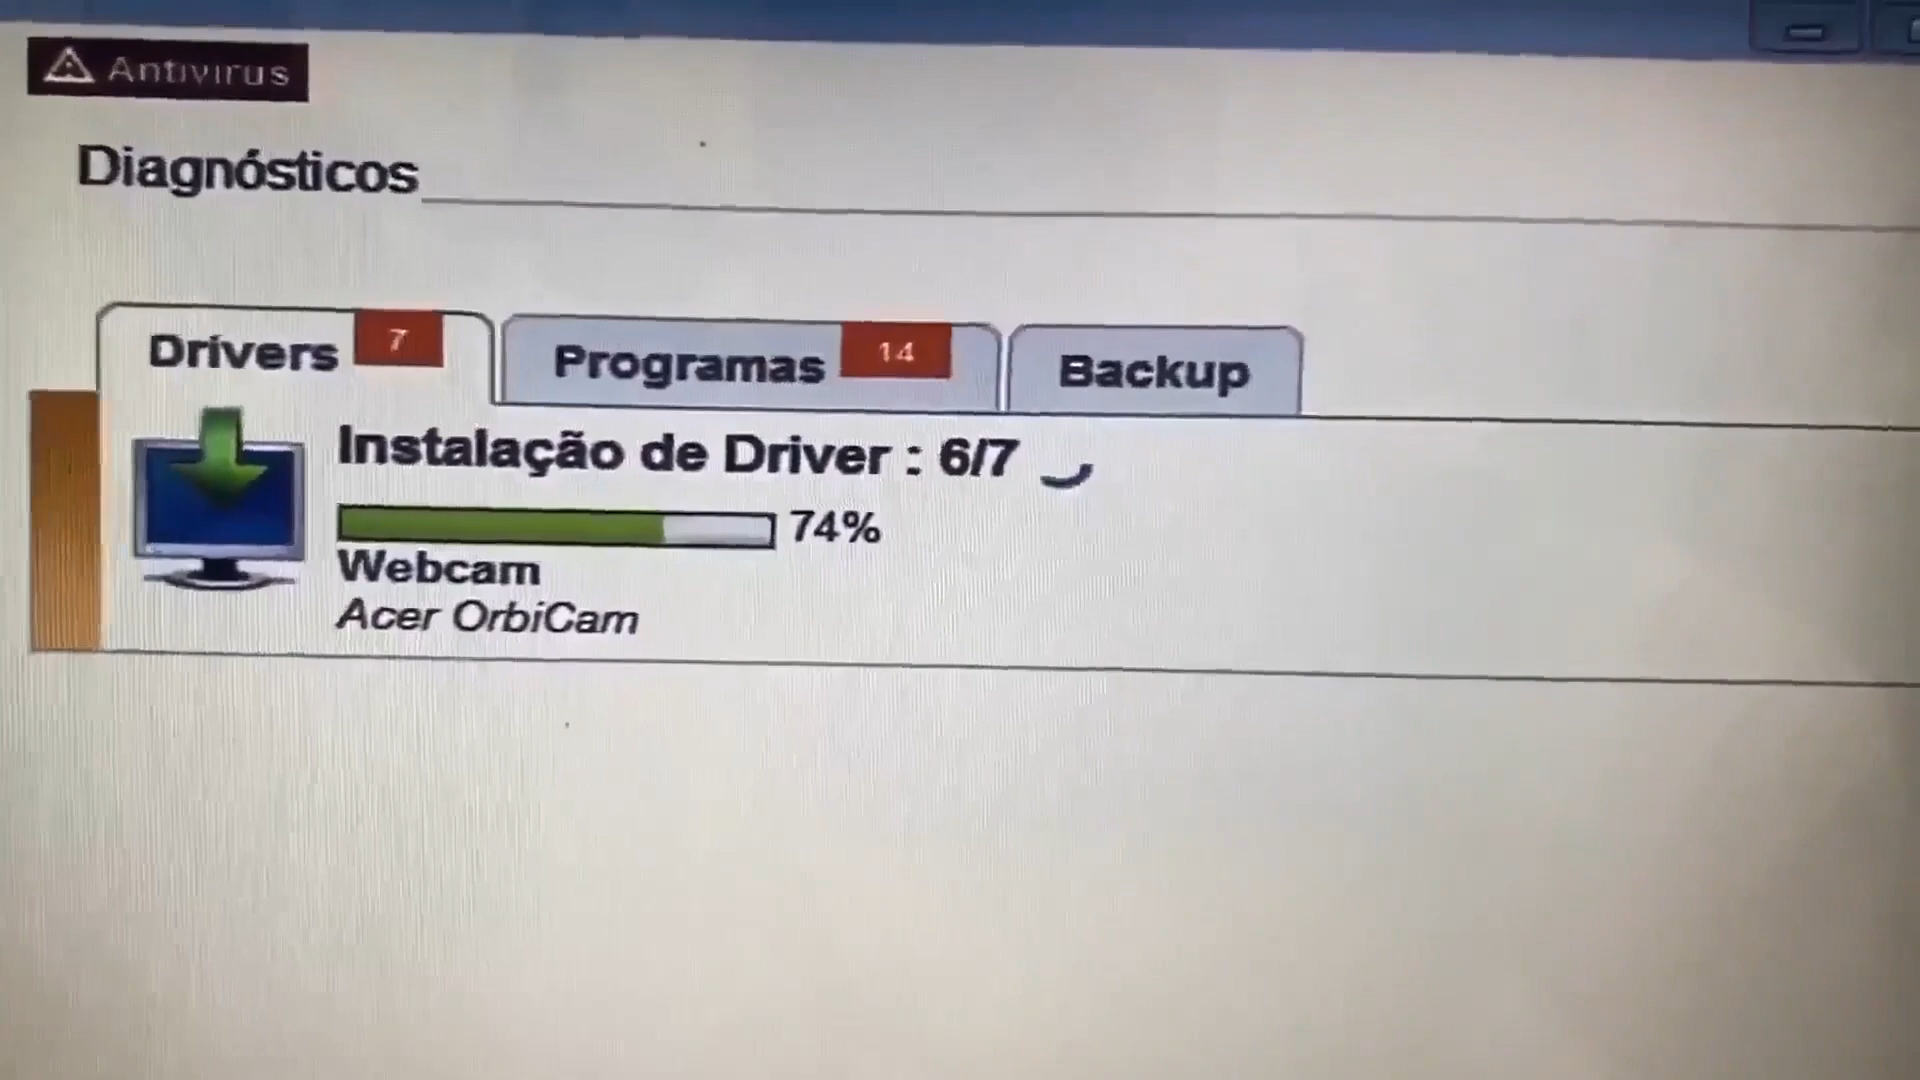 Antivirus
Diagnósticos
Drivers 7 Programas 14 Backup
Instalação de Driver : 6/7
74%
Webcam
Acer OrbiCam